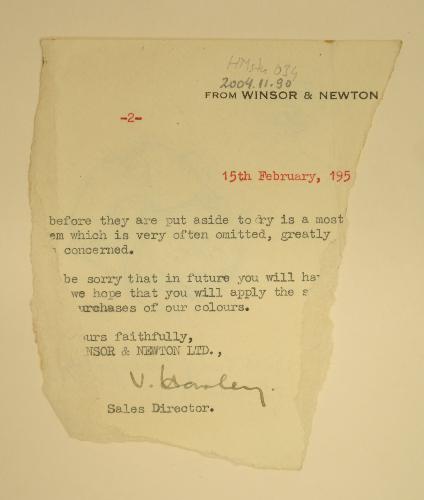 HMsku 034
2004.11.90
FROM WINSOR & NEWTON
-2-
15th February, 195
before they are put aside to dry is a most
em which is very often omitted, greatly
concerned.
be sorry that in future you will ha
we hope that you will apply the s
urchases of our colours.
urs faithfully,
NSOR & NEWTON LTD.,
V.
Sales Director.